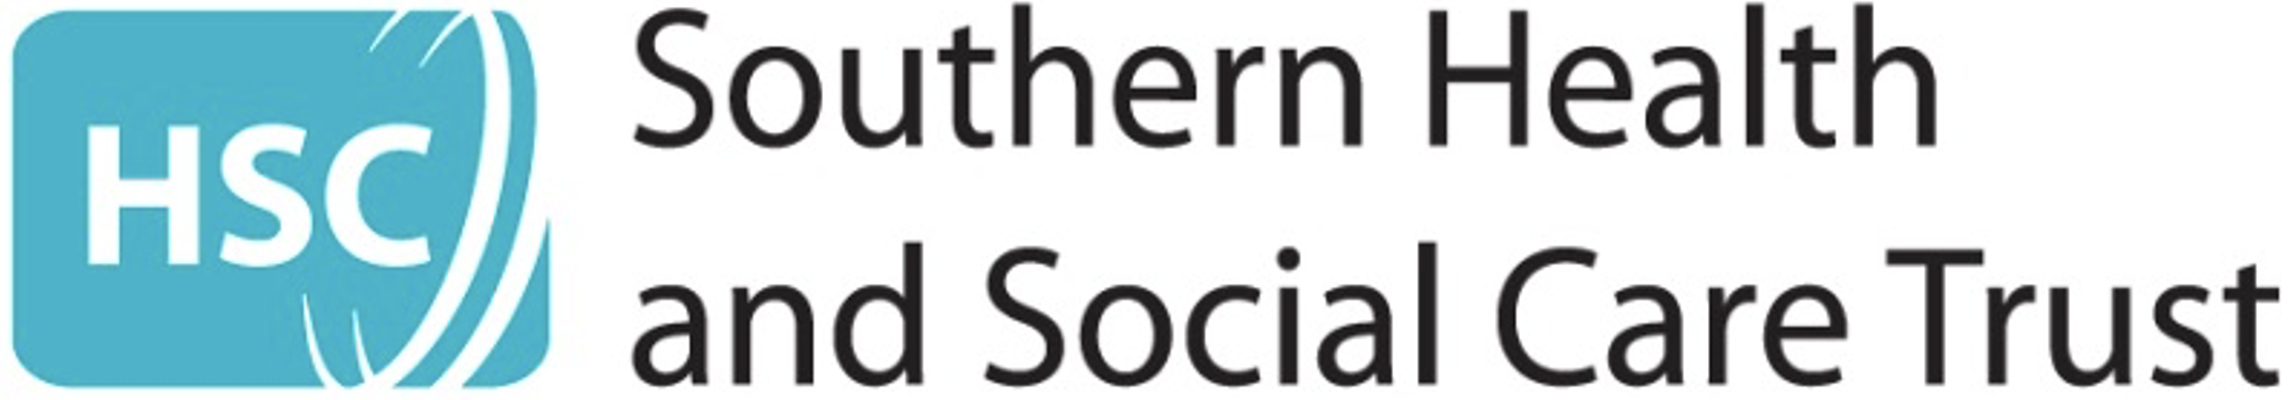 HSC
Southern Health
and Social Care Trust